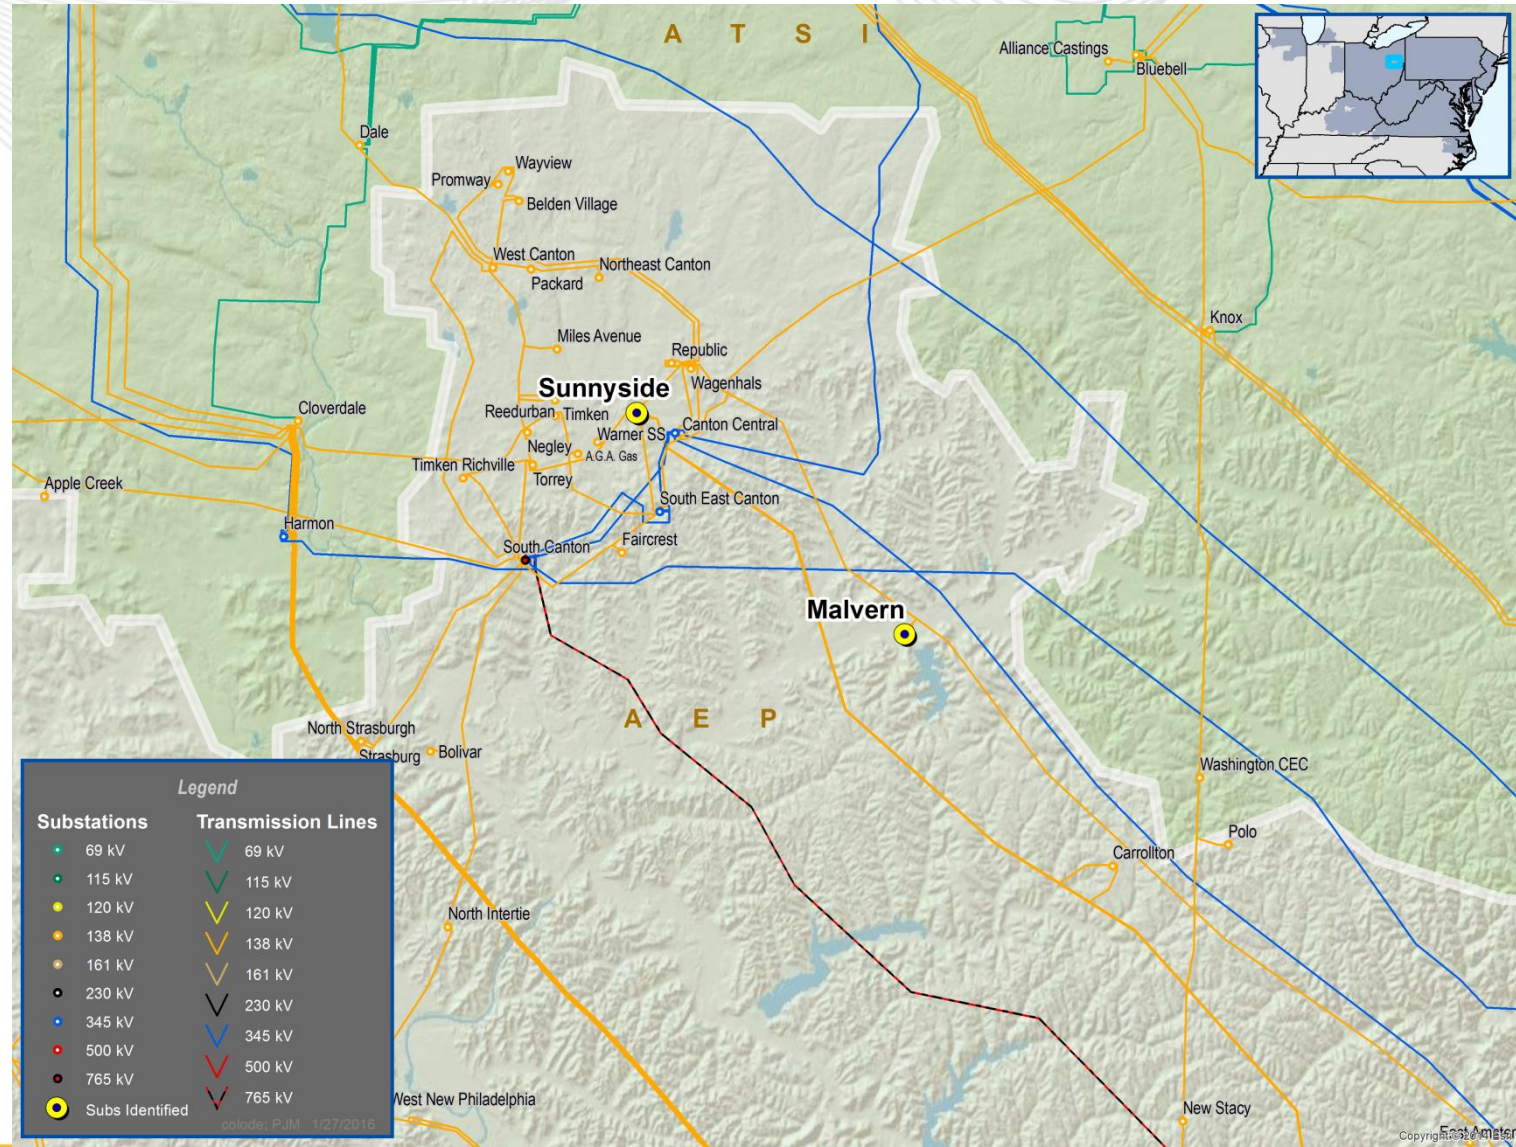 A T S I
Alliance Castings
Bluebell
Dale
Wayview
Promway
Belden Village
West Canton
Northeast Canton
Packard
Knox
Miles Avenue
Republic
Sunnyside
Wagenhals
Cloverdale
Reedurban
Timken
Canton Central
Warner SS
Negley
A.G.A. Gas
Timken Richville
Torrey
Apple Creek
South East Canton
Harmon
Faircrest
South Canton
Malvern
A E P
North Strasburgh
Strasburg
Bolivar
Washington CEC
Polo
Carrollton
North Intertie
West New Philadelphia
New Stacy
Legend
Substations
69 kV
115 kV
120 kV
138 kV
161 kV
230 kV
345 kV
500 kV
765 kV
Subs Identified
Transmission Lines
69 kV
115 kV
120 kV
138 kV
161 kV
230 kV
345 kV
500 kV
765 kV
colode; PJM 1/27/2016